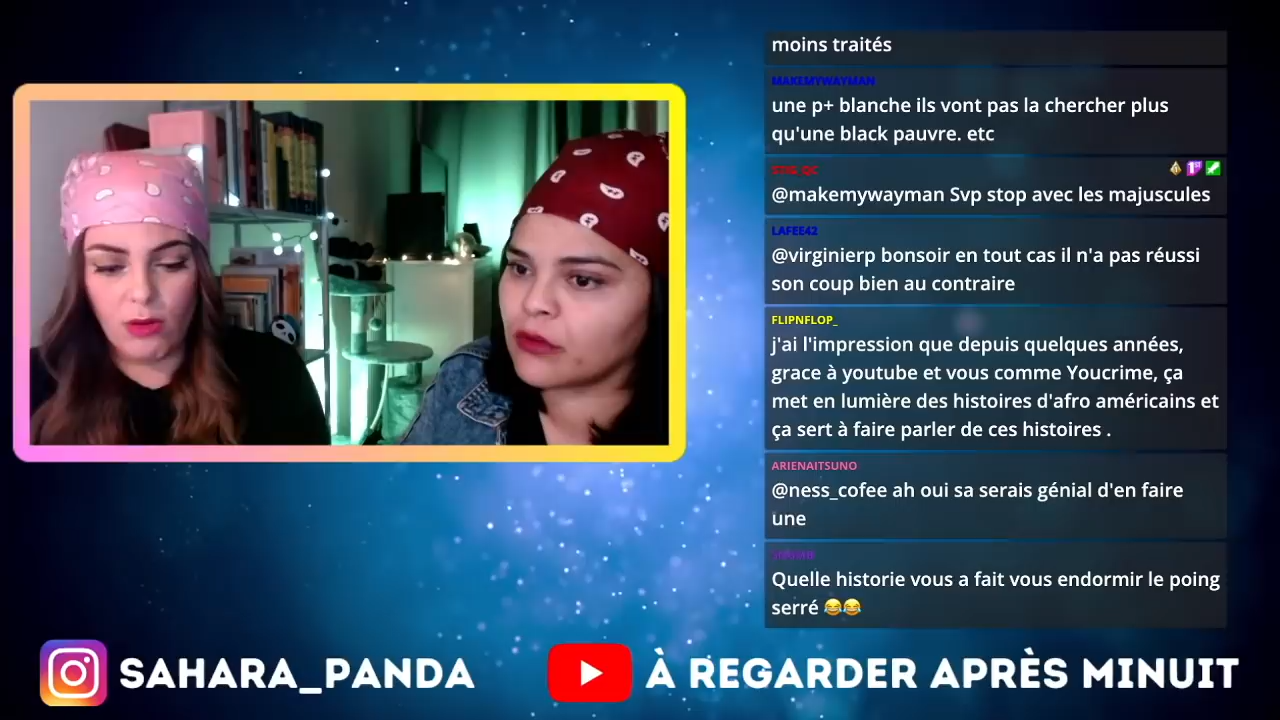 moins traités
MAKEMYWAYMAN
une p+ blanche ils vont pas la chercher plus
qu'une black pauvre. etc
STIG_QC
@makemywayman Svp stop avec les majuscules
LAFEE42
@virginierp bonsoir en tout cas il n'a pas réussi
son coup bien au contraire
FLIPNFLOP_
j'ai l'impression que depuis quelques années,
grace à youtube et vous comme Youcrime, ça
met en lumière des histoires d'afro américains et
ça sert à faire parler de ces histoires .
ARIENAITSUNO
@ness_cofee ah oui sa serais génial d'en faire
une
Quelle historie vous a fait vous endormir le poing
serré 😂😂
SAHARA_PANDA
À REGARDER APRÈS MINUIT